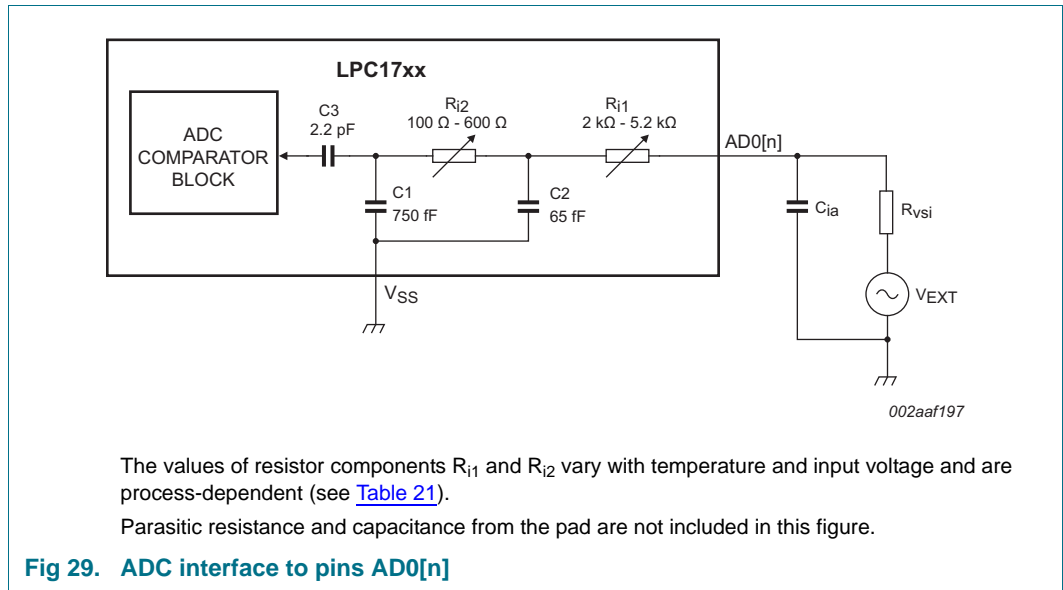 LPC17xx
ADC
COMPARATOR
BLOCK
C3
2.2 pF
Ri2
100 Ω - 600 Ω
Ri1
2 kΩ - 5.2 kΩ
AD0[n]
C1
750 fF
C2
65 fF
Cia
Rvsi
VEXT
VSS
002aaf197
The values of resistor components Ri1 and Ri2 vary with temperature and input voltage and are
process-dependent (see Table 21).
Parasitic resistance and capacitance from the pad are not included in this figure.
Fig 29. ADC interface to pins AD0[n]